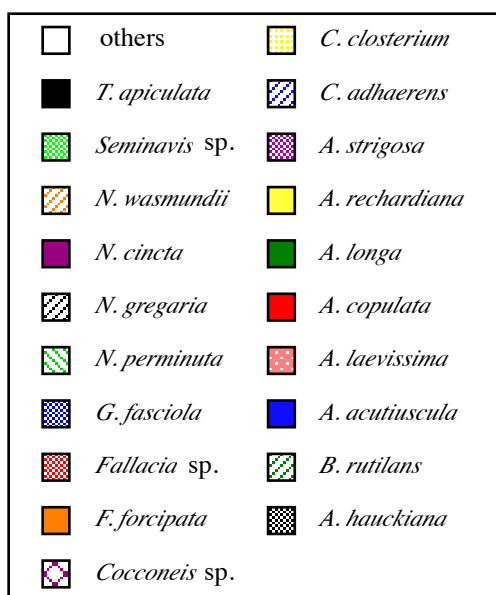 others
T. apiculata
Seminavis sp.
N. wasmundii
N. cincta
N. gregaria
N. perminuta
G. fasciola
Fallacia sp.
F. forcipata
Cocconeis sp.
C. closterium
C. adhaerens
A. strigosa
A. rechardiana
A. longa
A. copulata
A. laevissima
A. acutiuscula
B. rutilans
A. hauckiana